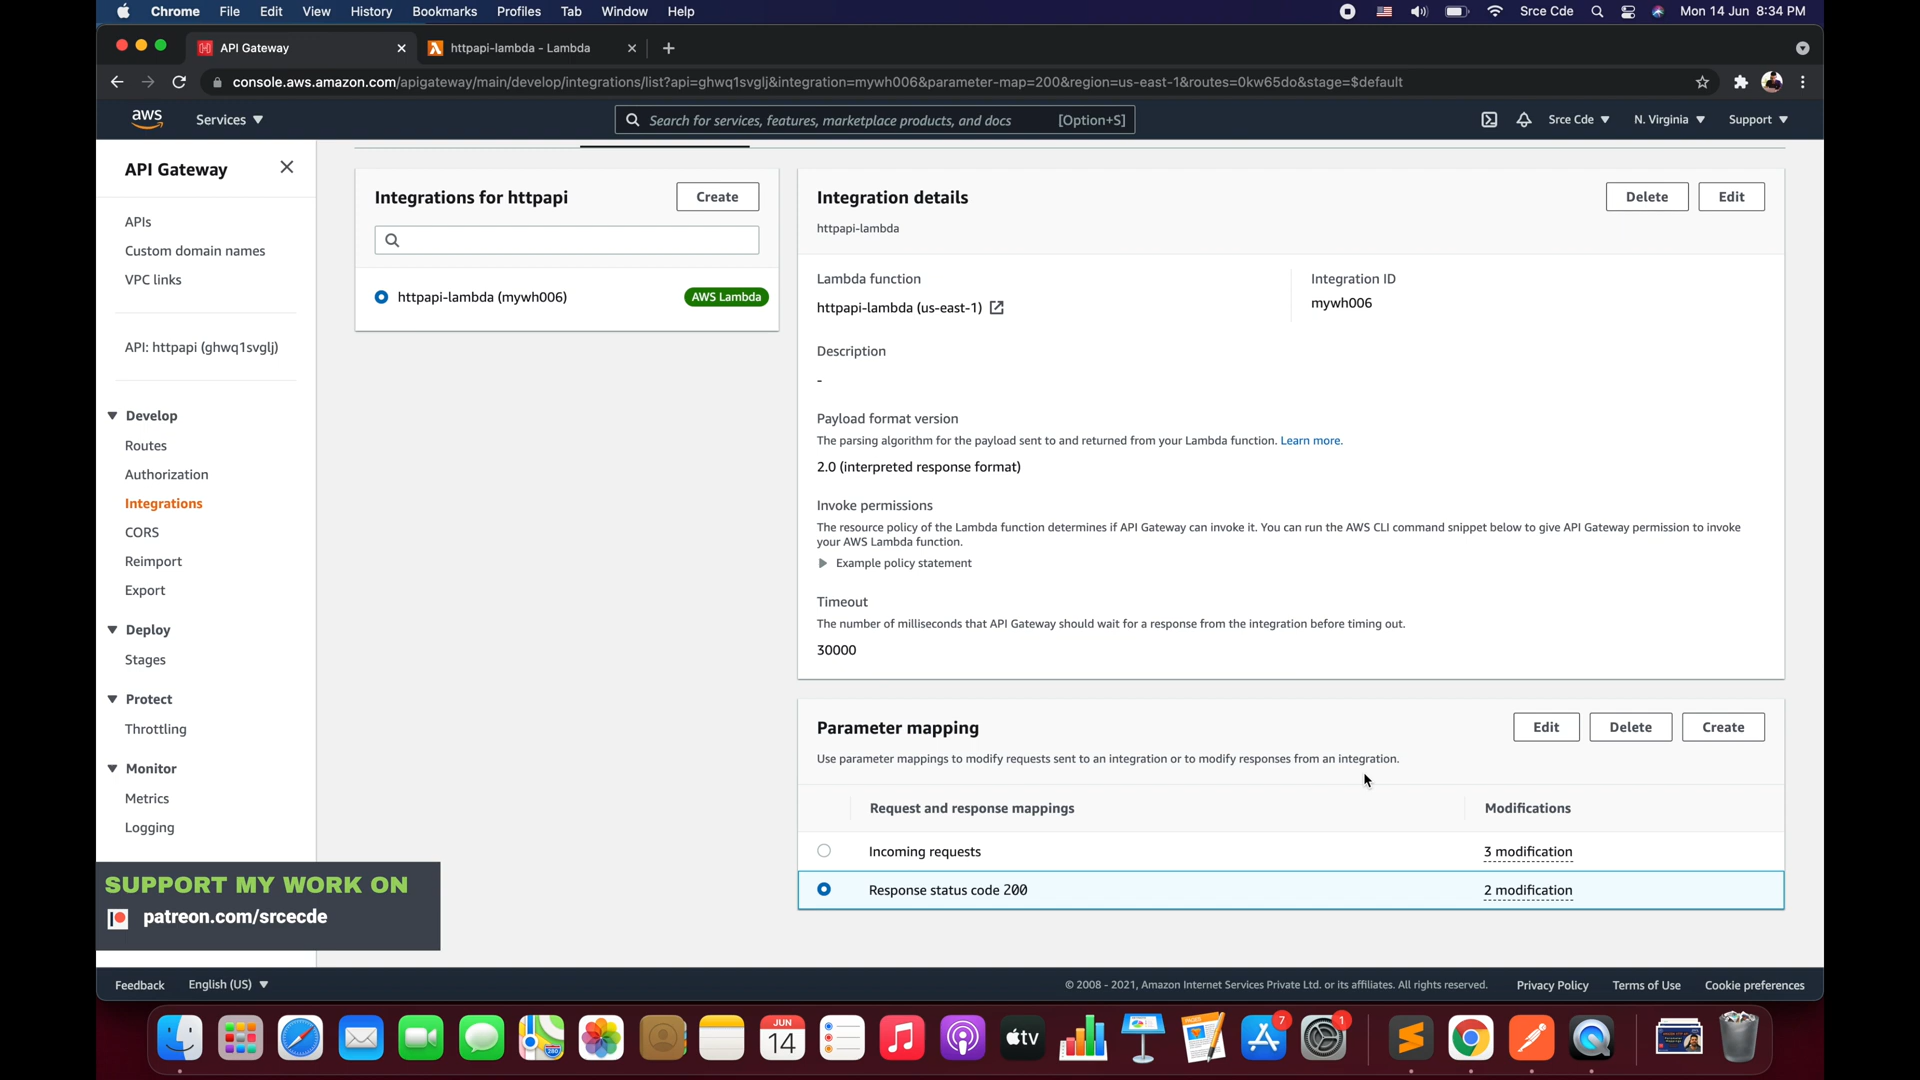 Chrome File Edit View History Bookmarks Profiles Tab Window Help Srce Cde Mon 14 Jun 8:34 PM
API Gateway httpapi-lambda - Lambda
console.aws.amazon.com/apigateway/main/develop/integrations/list?api=ghwq1svglj&integration=mywh006&parameter-map=200&region=us-east-1&routes=0kw65do&stage=$default
aws Services Search for services, features, marketplace products, and docs [Option+S] Srce Cde N. Virginia Support
API Gateway
APIs
Custom domain names
VPC links
API: httpapi (ghwq1svglj)
Develop
Routes
Authorization
Integrations
CORS
Reimport
Export
Deploy
Stages
Protect
Throttling
Monitor
Metrics
Logging
SUPPORT MY WORK ON
patreon.com/srcecde
Integrations for httpapi Create
httpapi-lambda (mywh006) AWS Lambda
Integration details Delete Edit
httpapi-lambda
Lambda function
httpapi-lambda (us-east-1)
Integration ID
mywh006
Description
-
Payload format version
The parsing algorithm for the payload sent to and returned from your Lambda function. Learn more.
2.0 (interpreted response format)
Invoke permissions
The resource policy of the Lambda function determines if API Gateway can invoke it. You can run the AWS CLI command snippet below to give API Gateway permission to invoke
your AWS Lambda function.
Example policy statement
Timeout
The number of milliseconds that API Gateway should wait for a response from the integration before timing out.
30000
Parameter mapping Edit Delete Create
Use parameter mappings to modify requests sent to an integration or to modify responses from an integration.
Request and response mappings Modifications
Incoming requests 3 modification
Response status code 200 2 modification
Feedback English (US) © 2008 - 2021, Amazon Internet Services Private Ltd. or its affiliates. All rights reserved. Privacy Policy Terms of Use Cookie preferences
JUN
14
tv
7
1